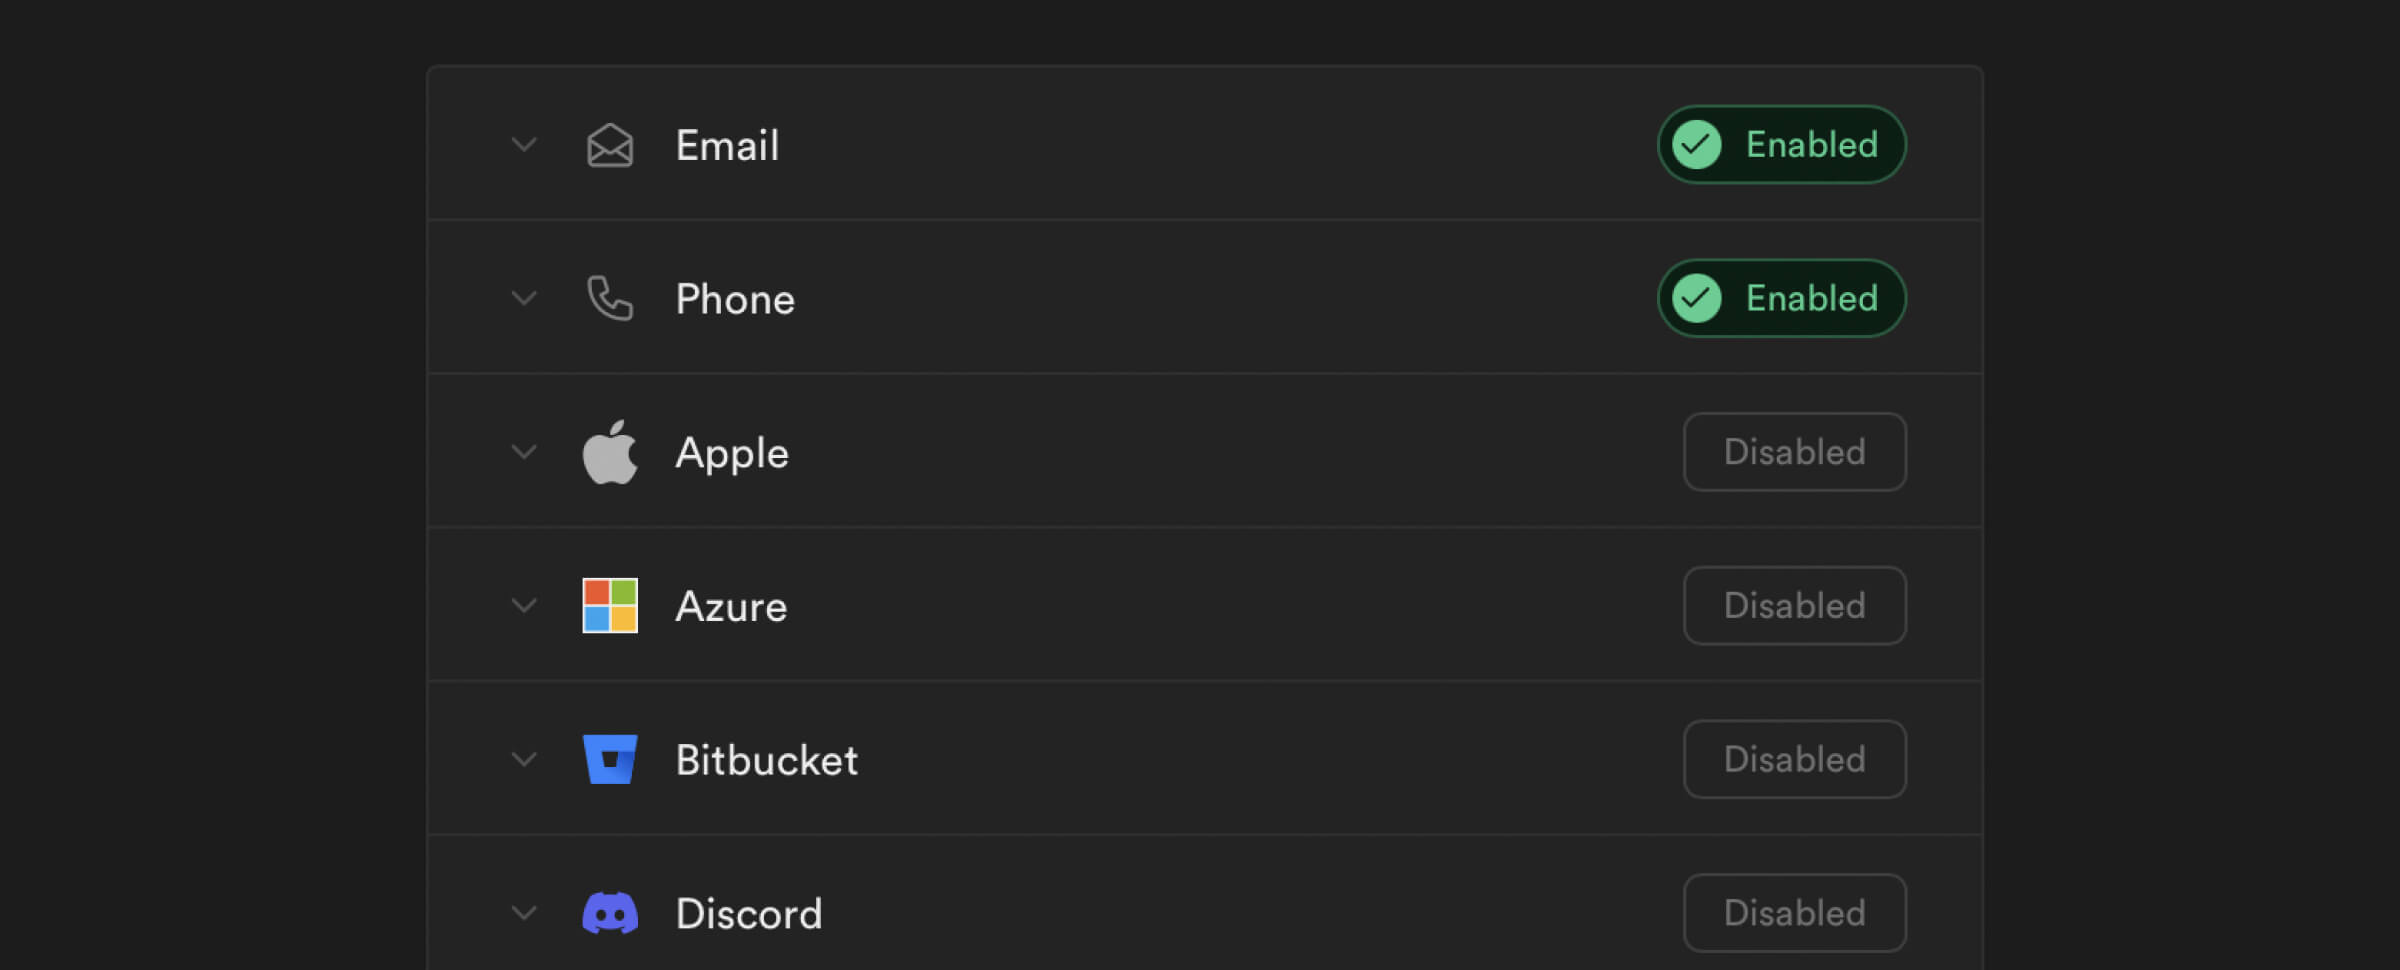 Email
Enabled
Phone
Enabled
Apple
Disabled
Azure
Disabled
Bitbucket
Disabled
Discord
Disabled